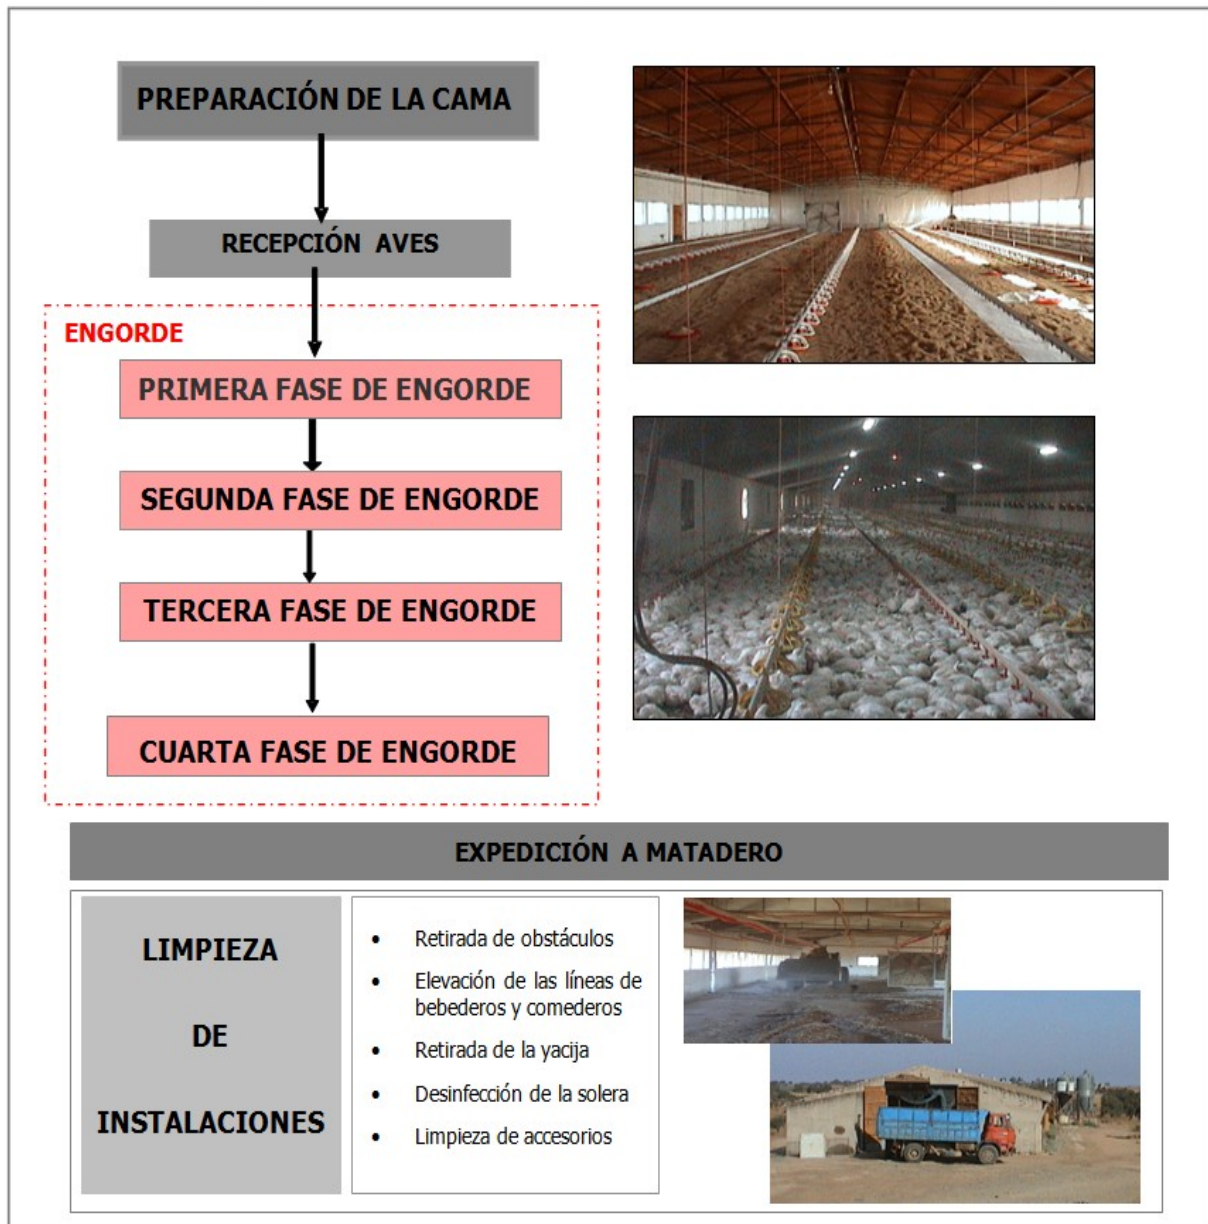 PREPARACIÓN DE LA CAMA
RECEPCIÓN AVES
ENGORDE
PRIMERA FASE DE ENGORDE
SEGUNDA FASE DE ENGORDE
TERCERA FASE DE ENGORDE
CUARTA FASE DE ENGORDE
EXPEDICIÓN A MATADERO
LIMPIEZA
DE
INSTALACIONES
• Retirada de obstáculos
• Elevación de las líneas de
bebederos y comederos
• Retirada de la yacija
• Desinfección de la solera
• Limpieza de accesorios